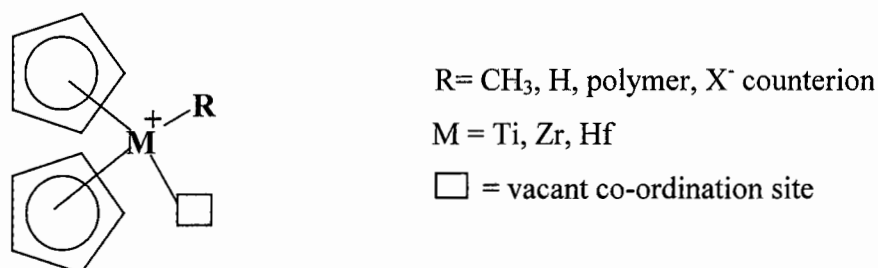 R= CH₃, H, polymer, X⁻ counterion
+
R
M
M = Ti, Zr, Hf
□ = vacant co-ordination site